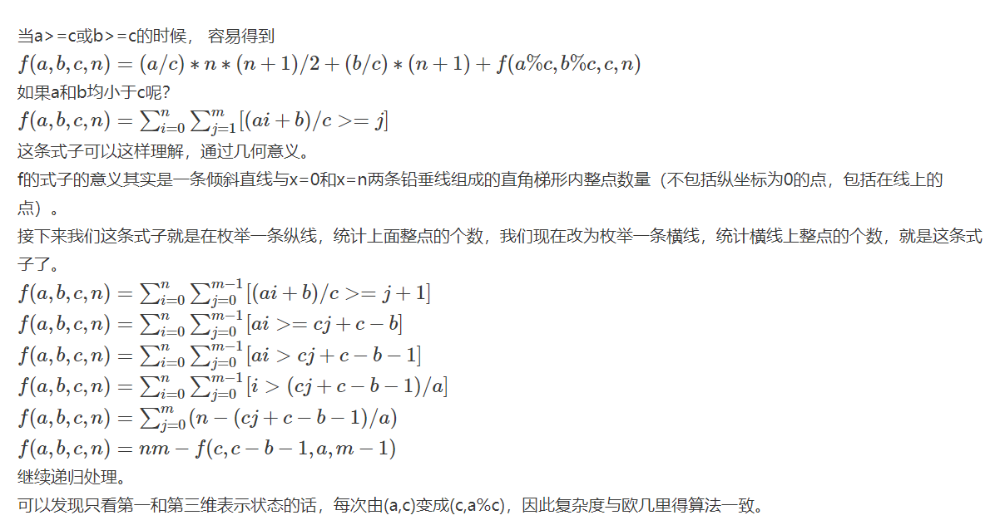 当a>=c或b>=c的时候， 容易得到
f(a,b,c,n) = (a/c) ∗ n ∗ (n + 1)/2 + (b/c) ∗ (n + 1) + f(a%c, b%c, c, n)
如果a和b均小于c呢？
f(a,b,c,n) = ∑_{i=0}^{n} ∑_{j=1}^{m} [(ai + b)/c >= j]
这条式子可以这样理解，通过几何意义。
f的式子的意义其实是一条倾斜直线与x=0和x=n两条铅垂线组成的直角梯形内整点数量（不包括纵坐标为0的点，包括在线上的
点）。
接下来我们这条式子就是在枚举一条纵线，统计上面整点的个数，我们现在改为枚举一条横线，统计横线上整点的个数，就是这条式
子了。
f(a,b,c,n) = ∑_{i=0}^{n} ∑_{j=0}^{m−1} [(ai + b)/c >= j + 1]
f(a,b,c,n) = ∑_{i=0}^{n} ∑_{j=0}^{m−1} [ai >= cj + c − b]
f(a,b,c,n) = ∑_{i=0}^{n} ∑_{j=0}^{m−1} [ai > cj + c − b − 1]
f(a,b,c,n) = ∑_{i=0}^{n} ∑_{j=0}^{m−1} [i > (cj + c − b − 1)/a]
f(a,b,c,n) = ∑_{j=0}^{m} (n − (cj + c − b − 1)/a)
f(a,b,c,n) = nm − f(c, c − b − 1, a, m − 1)
继续递归处理。
可以发现只看第一和第三维表示状态的话，每次由(a,c)变成(c,a%c)，因此复杂度与欧几里得算法一致。